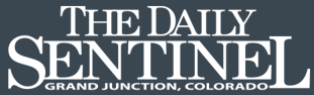 THE DAILY
SENTINEL
GRAND JUNCTION, COLORADO